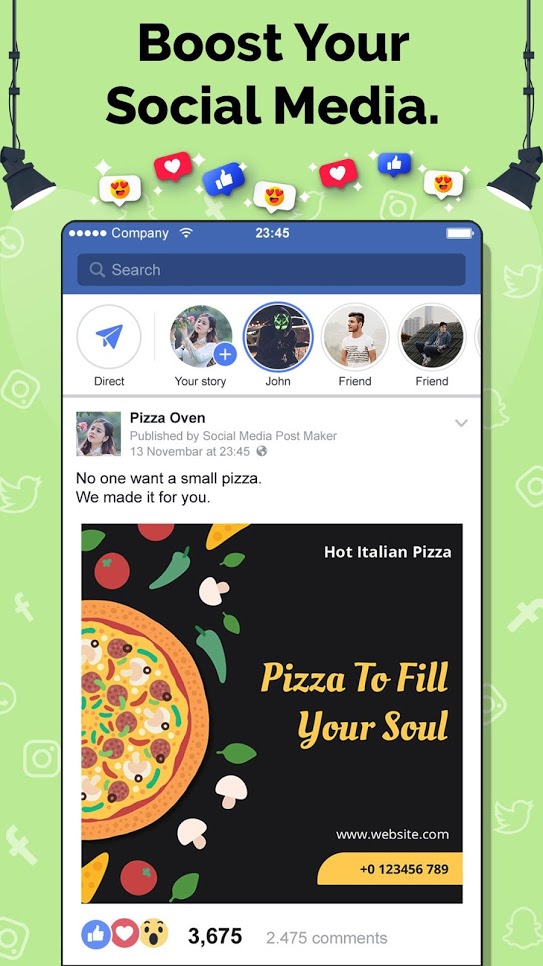 Boost Your
Social Media.
Company
23:45
Search
Direct
Your story
John
Friend
Friend
Pizza Oven
Published by Social Media Post Maker
13 Novembar at 23:45
No one want a small pizza.
We made it for you.
Hot Italian Pizza
Pizza To Fill
Your Soul
www.website.com
+0 123456 789
3,675
2.475 comments